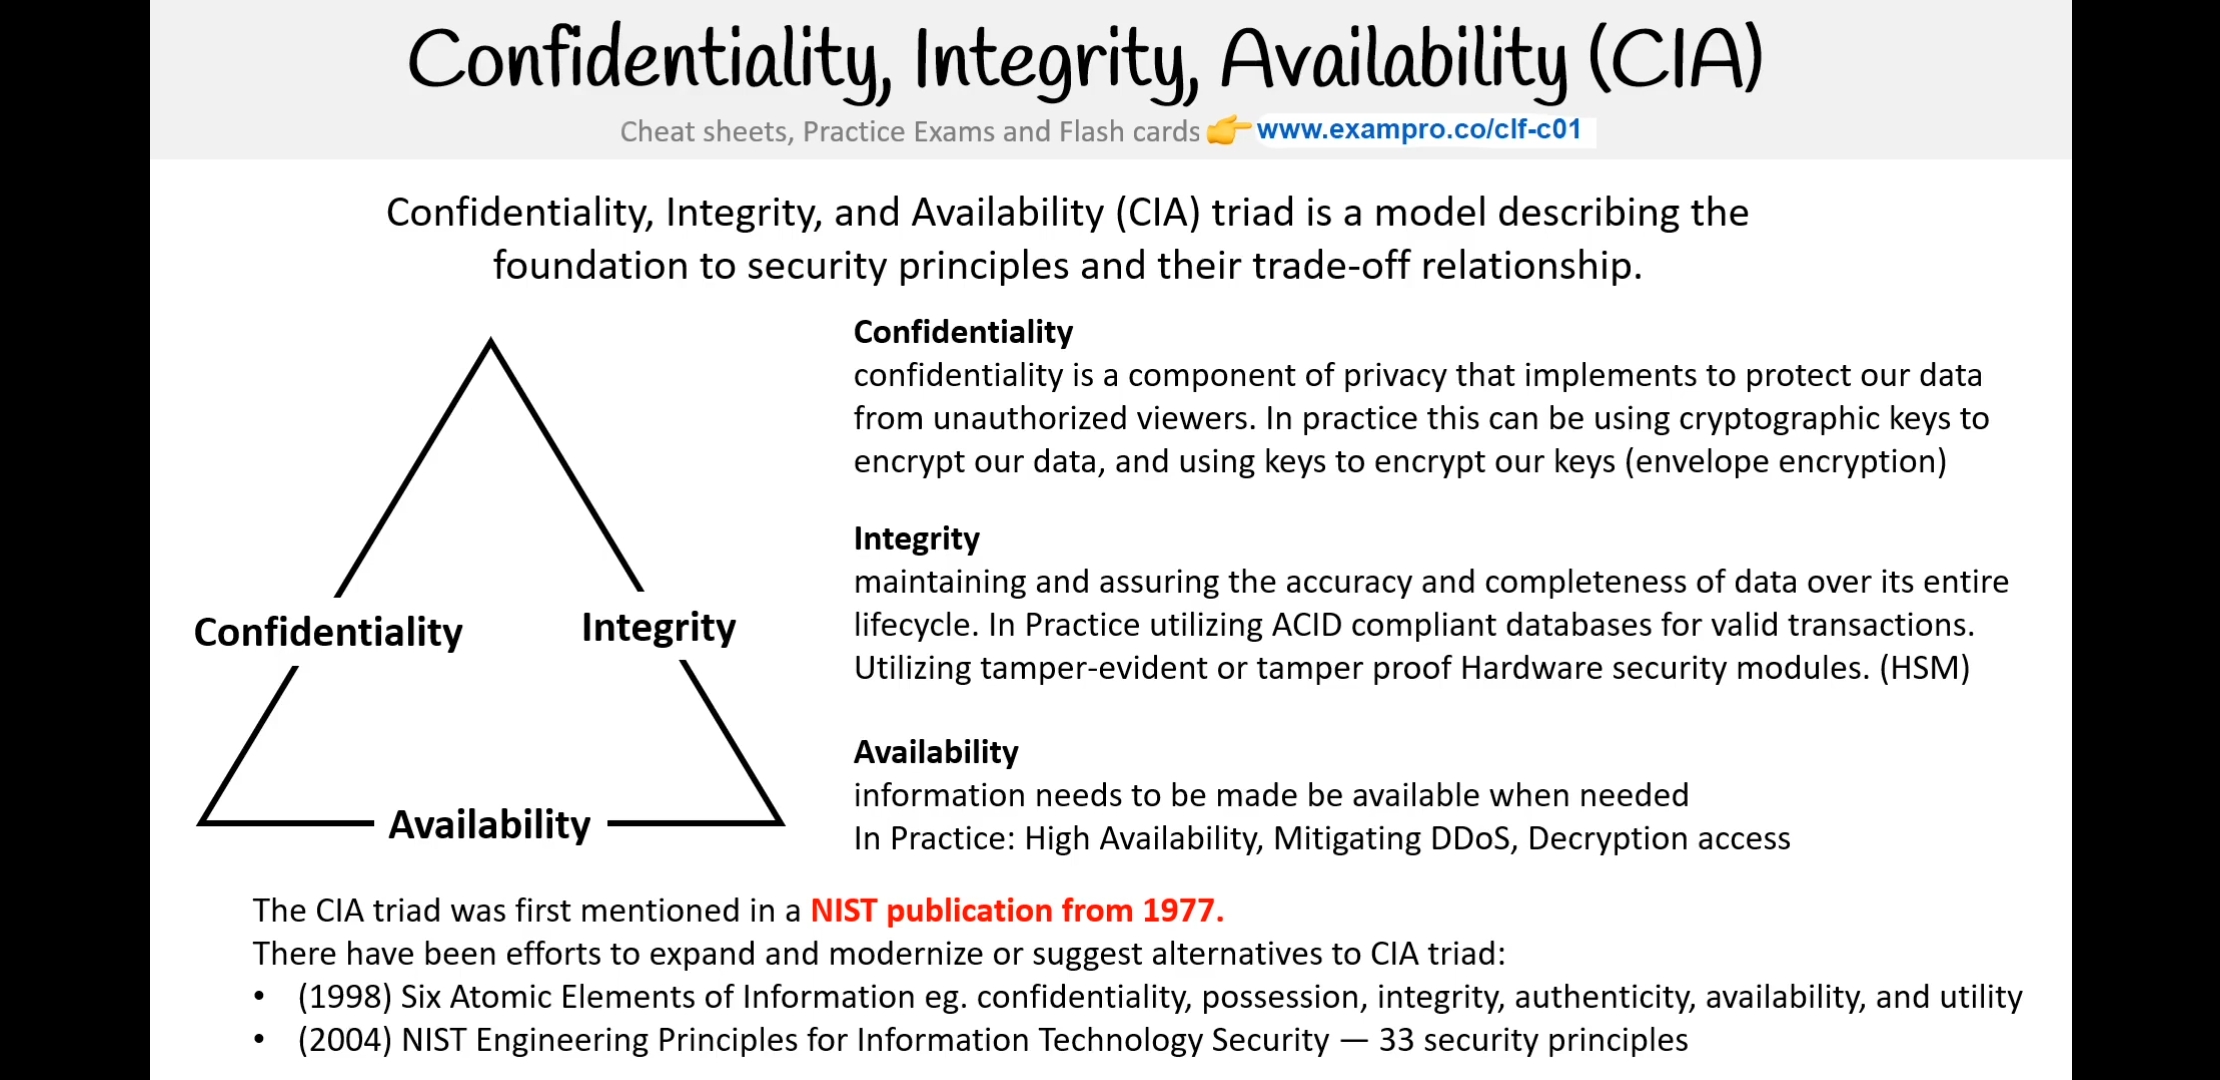 Confidentiality, Integrity, Availability (CIA)
Cheat sheets, Practice Exams and Flash cards 👉 www.exampro.co/clf-c01
Confidentiality, Integrity, and Availability (CIA) triad is a model describing the
foundation to security principles and their trade-off relationship.
Confidentiality
confidentiality is a component of privacy that implements to protect our data
from unauthorized viewers. In practice this can be using cryptographic keys to
encrypt our data, and using keys to encrypt our keys (envelope encryption)
Integrity
maintaining and assuring the accuracy and completeness of data over its entire
lifecycle. In Practice utilizing ACID compliant databases for valid transactions.
Utilizing tamper-evident or tamper proof Hardware security modules. (HSM)
Availability
information needs to be made be available when needed
In Practice: High Availability, Mitigating DDoS, Decryption access
Confidentiality
Integrity
Availability
The CIA triad was first mentioned in a NIST publication from 1977.
There have been efforts to expand and modernize or suggest alternatives to CIA triad:
• (1998) Six Atomic Elements of Information eg. confidentiality, possession, integrity, authenticity, availability, and utility
• (2004) NIST Engineering Principles for Information Technology Security — 33 security principles